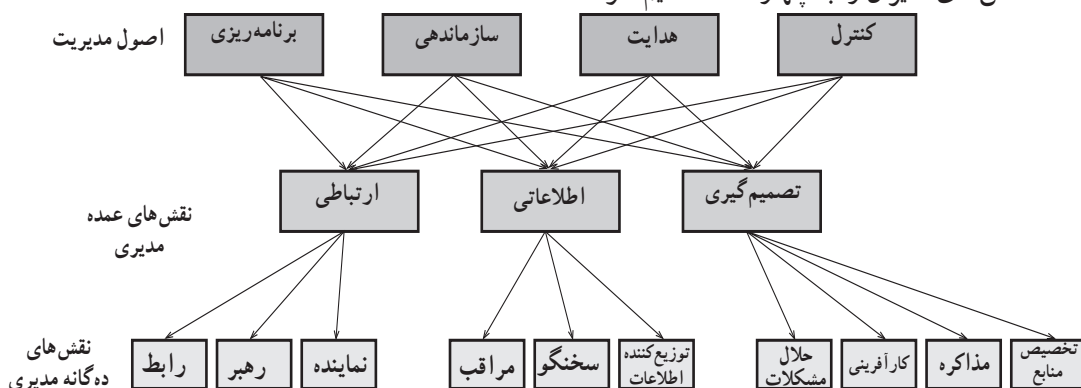 اصول مدیریت
برنامه‌ریزی
سازماندهی
هدایت
کنترل
نقش‌های عمده
مدیری
ارتباطی
اطلاعاتی
تصمیم‌گیری
نقش‌های
ده‌گانه مدیری
رابط
رهبر
نماینده
مراقب
سخنگو
توزیع‌کننده
اطلاعات
حلال
مشکلات
کارآفرینی
مذاکره
تخصیص
منابع